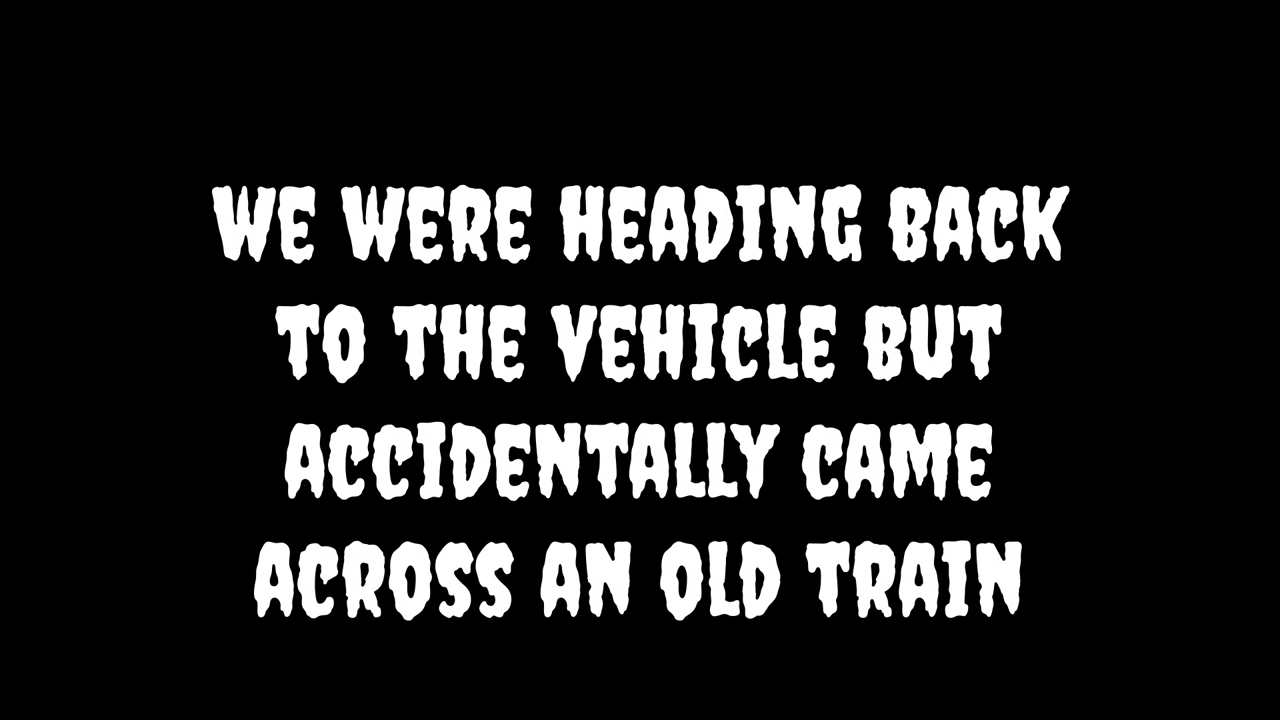 WE WERE HEADING BACK
TO THE VEHICLE BUT
ACCIDENTALLY CAME
ACROSS AN OLD TRAIN